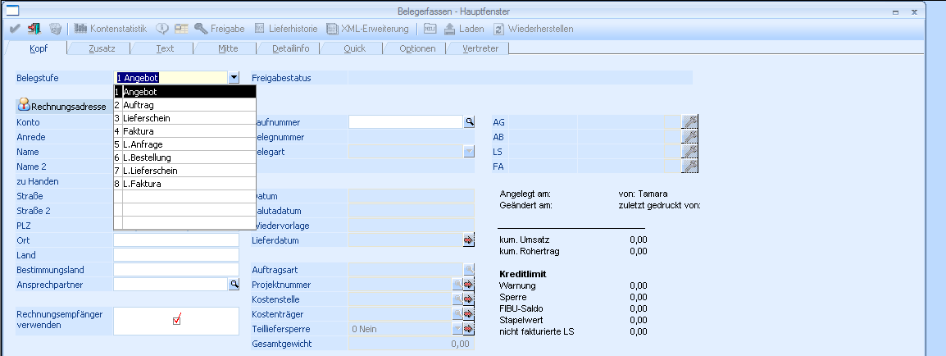 Belegerfassen - Hauptfenster
Kontenstatistik Freigabe Lieferhistorie XML-Erweiterung Laden Wiederherstellen
Kopf Zusatz Text Mitte Detailinfo Quick Optionen Vertreter
Belegstufe 1 Angebot Freigabestatus
1 Angebot
2 Auftrag
3 Lieferschein
4 Faktura
5 L.Anfrage
6 L.Bestellung
7 L.Lieferschein
8 L.Faktura
Rechnungsadresse
Konto aufnummer AG
Anrede elegnummer AB
Name elegart LS
Name 2 FA
zu Handen
Straße atum
Straße 2 alutadatum
PLZ iedervorlage
Ort Lieferdatum
Land
Bestimmungsland Auftragsart
Ansprechpartner Projektnummer
Kostenstelle
Rechnungsempfänger verwenden Kostenträger
Teilliefersperre 0 Nein
Gesamtgewicht 0,00
Angelegt am: von: Tamara
Geändert am: zuletzt gedruckt von:
kum. Umsatz 0,00
kum. Rohertrag 0,00
Kreditlimit
Warnung 0,00
Sperre 0,00
FIBU-Saldo 0,00
Stapelwert 0,00
nicht fakturierte LS 0,00